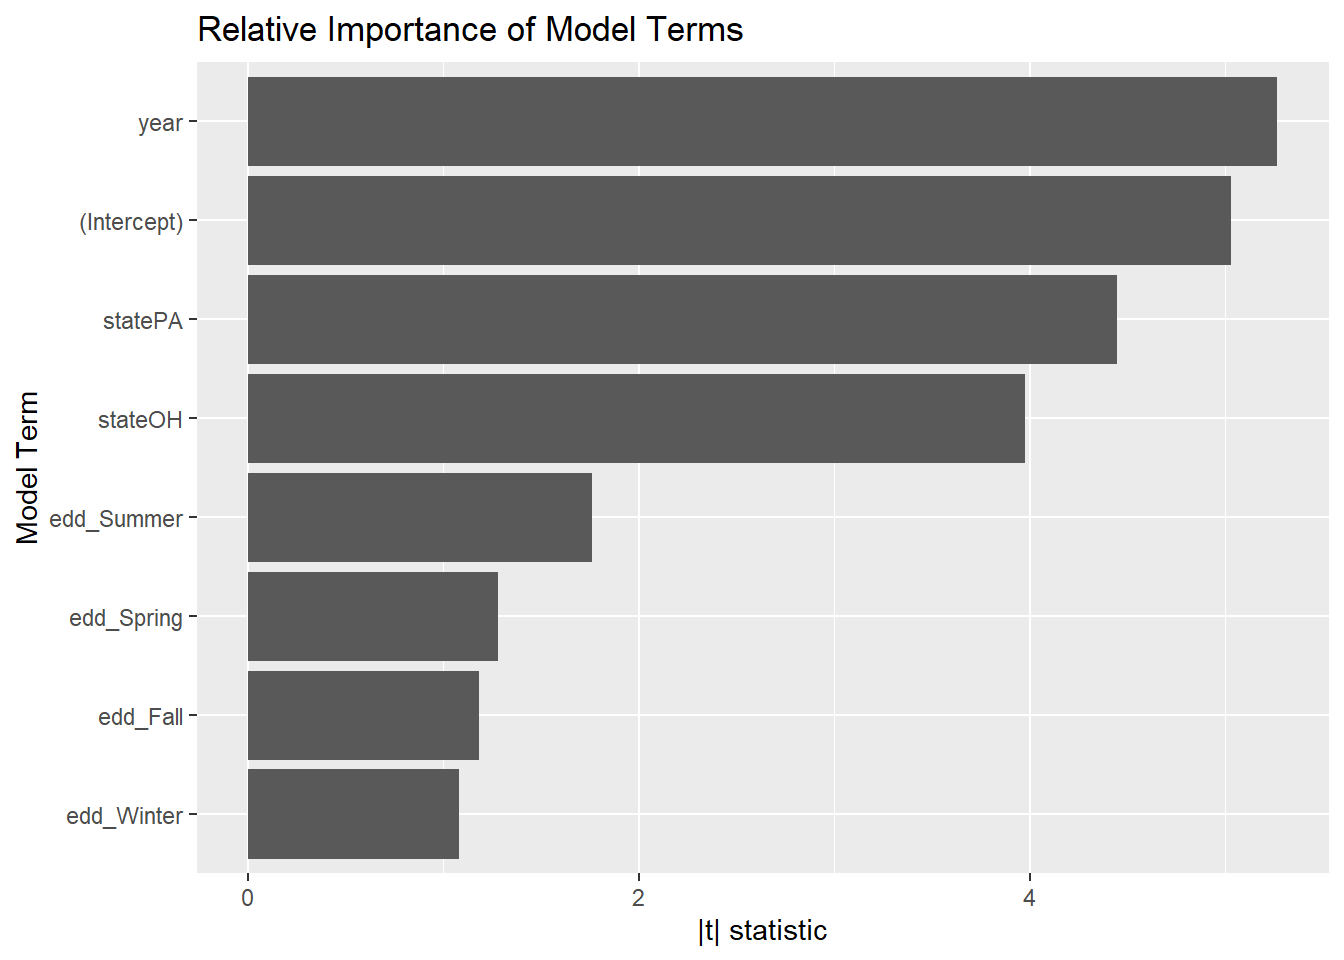 Relative Importance of Model Terms
Model Term
year
(Intercept)
statePA
stateOH
edd_Summer
edd_Spring
edd_Fall
edd_Winter
0 2 4
|t| statistic